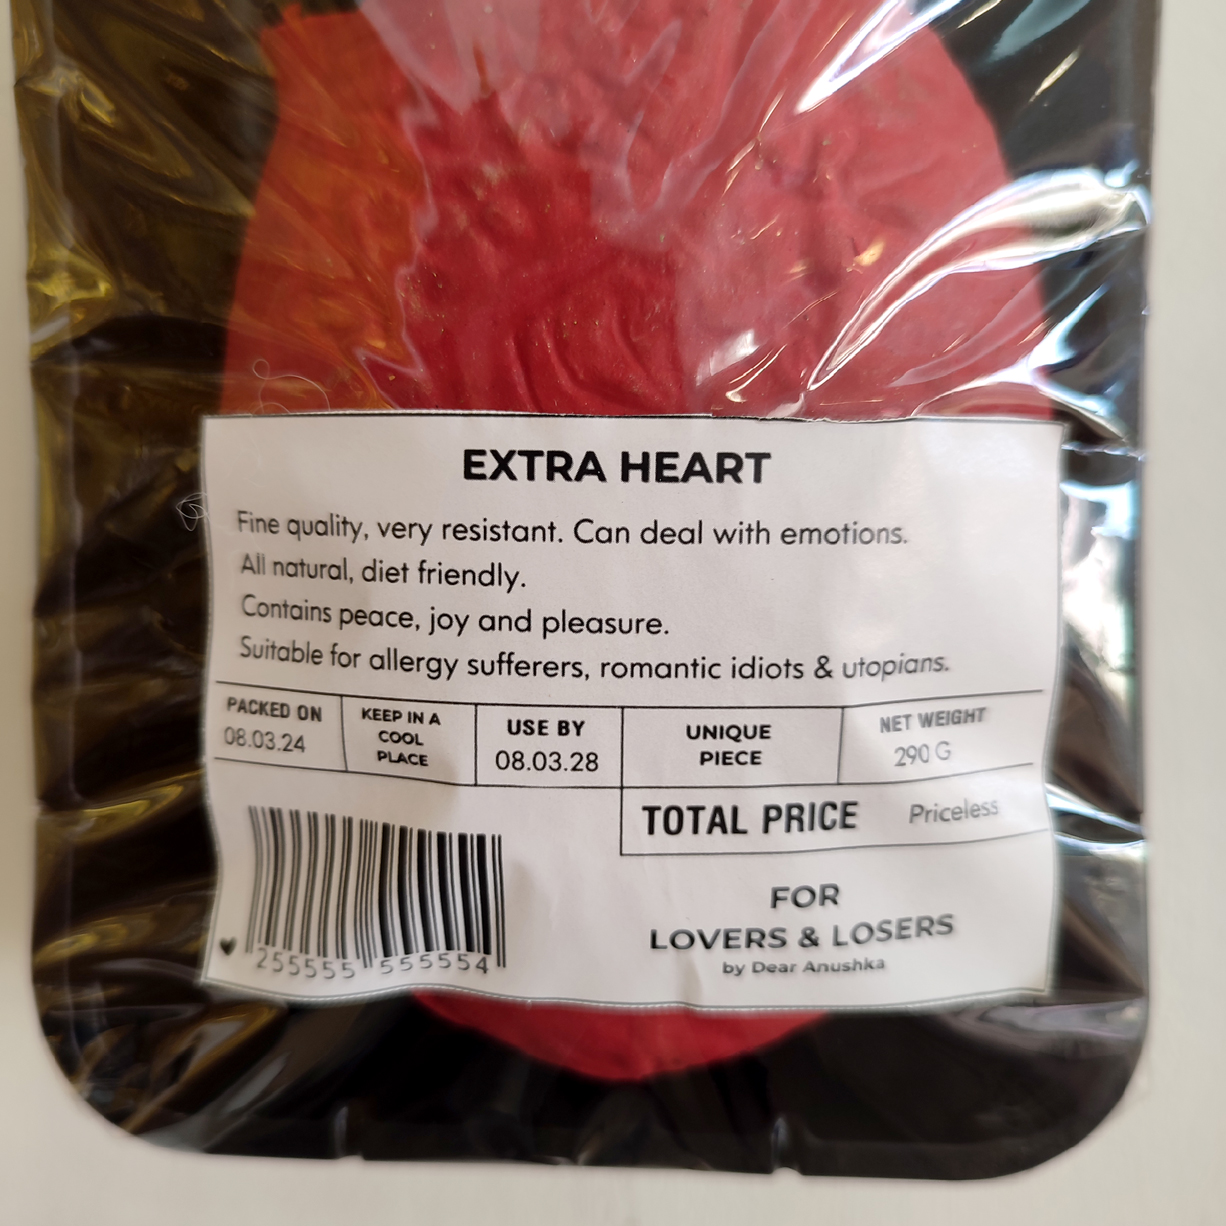 EXTRA HEART
Fine quality, very resistant. Can deal with emotions.
All natural, diet friendly.
Contains peace, joy and pleasure.
Suitable for allergy sufferers, romantic idiots & utopians.
PACKED ON
08.03.24
KEEP IN A
COOL
PLACE
USE BY
08.03.28
UNIQUE
PIECE
NET WEIGHT
290 G
TOTAL PRICE Priceless
♥ 255555 555554
FOR
LOVERS & LOSERS
by Dear Anushka